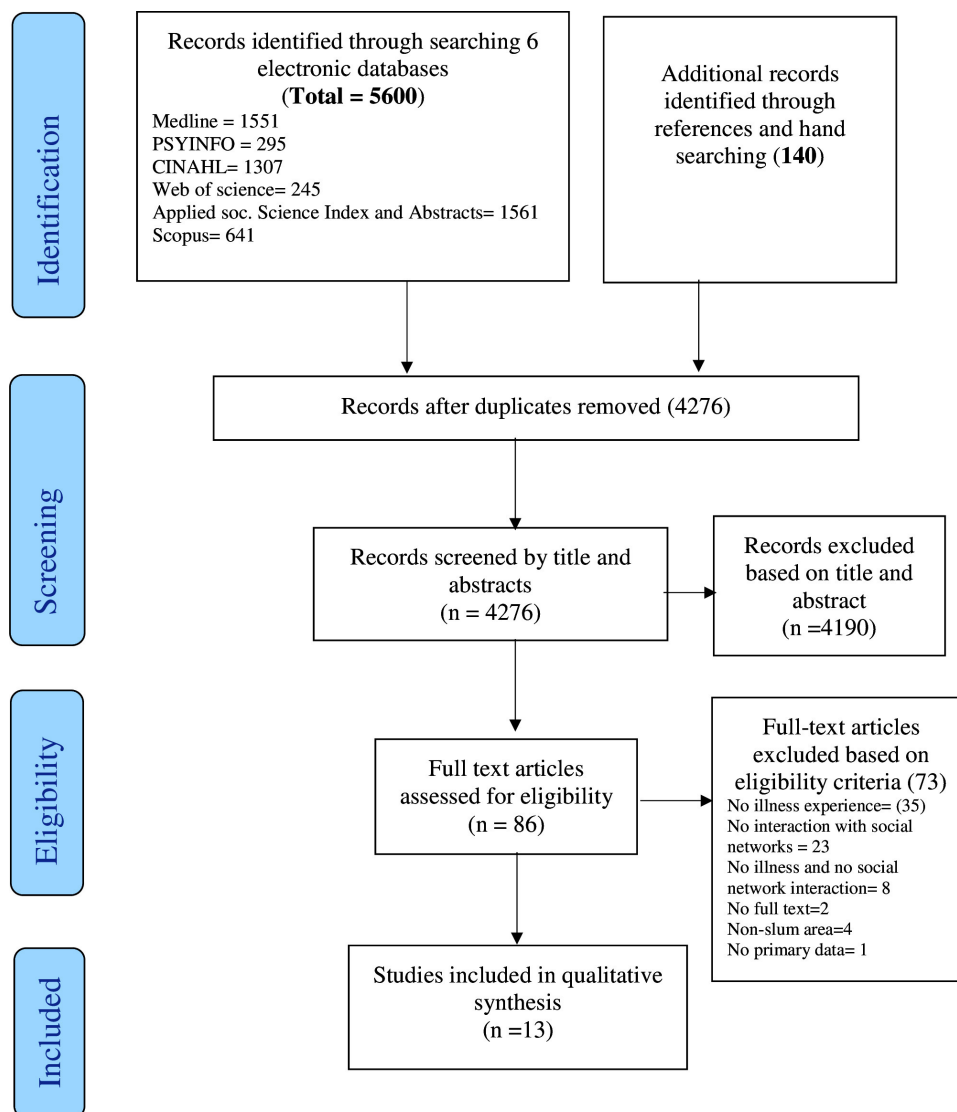 Identification
Records identified through searching 6
electronic databases
(Total = 5600)
Medline = 1551
PSYINFO = 295
CINAHL= 1307
Web of science= 245
Applied soc. Science Index and Abstracts= 1561
Scopus= 641
Additional records
identified through
references and hand
searching (140)
Screening
Records after duplicates removed (4276)
Records screened by title and
abstracts
(n = 4276)
Records excluded
based on title and
abstract
(n =4190)
Eligibility
Full text articles
assessed for eligibility
(n = 86)
Full-text articles
excluded based on
eligibility criteria (73)
No illness experience= (35)
No interaction with social
networks = 23
No illness and no social
network interaction= 8
No full text=2
Non-slum area=4
No primary data= 1
Included
Studies included in qualitative
synthesis
(n =13)